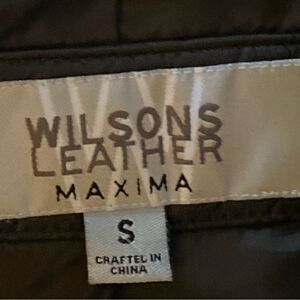 WILSONS
LEATHER
MAXIMA
S
CRAFTED IN
CHINA